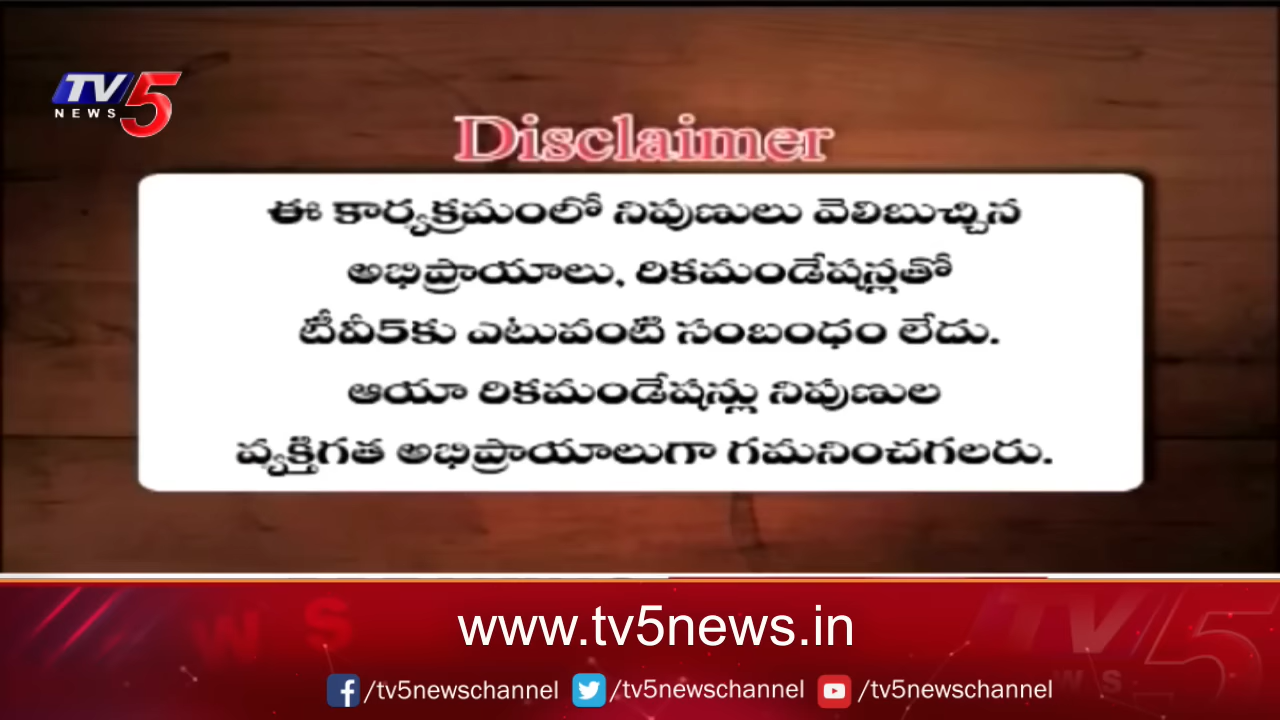 TV5
NEWS
Disclaimer
ఈ కార్యక్రమంలో నిపుణులు వెలిబుచ్చిన
అభిప్రాయాలు, రికమండేషన్లతో
టీవీ5కు ఎటువంటి సంబంధం లేదు.
ఆయా రికమండేషన్లు నిపుణుల
వ్యక్తిగత అభిప్రాయాలుగా గమనించగలరు.
www.tv5news.in
/tv5newschannel /tv5newschannel /tv5newschannel
W S
TV5
W S